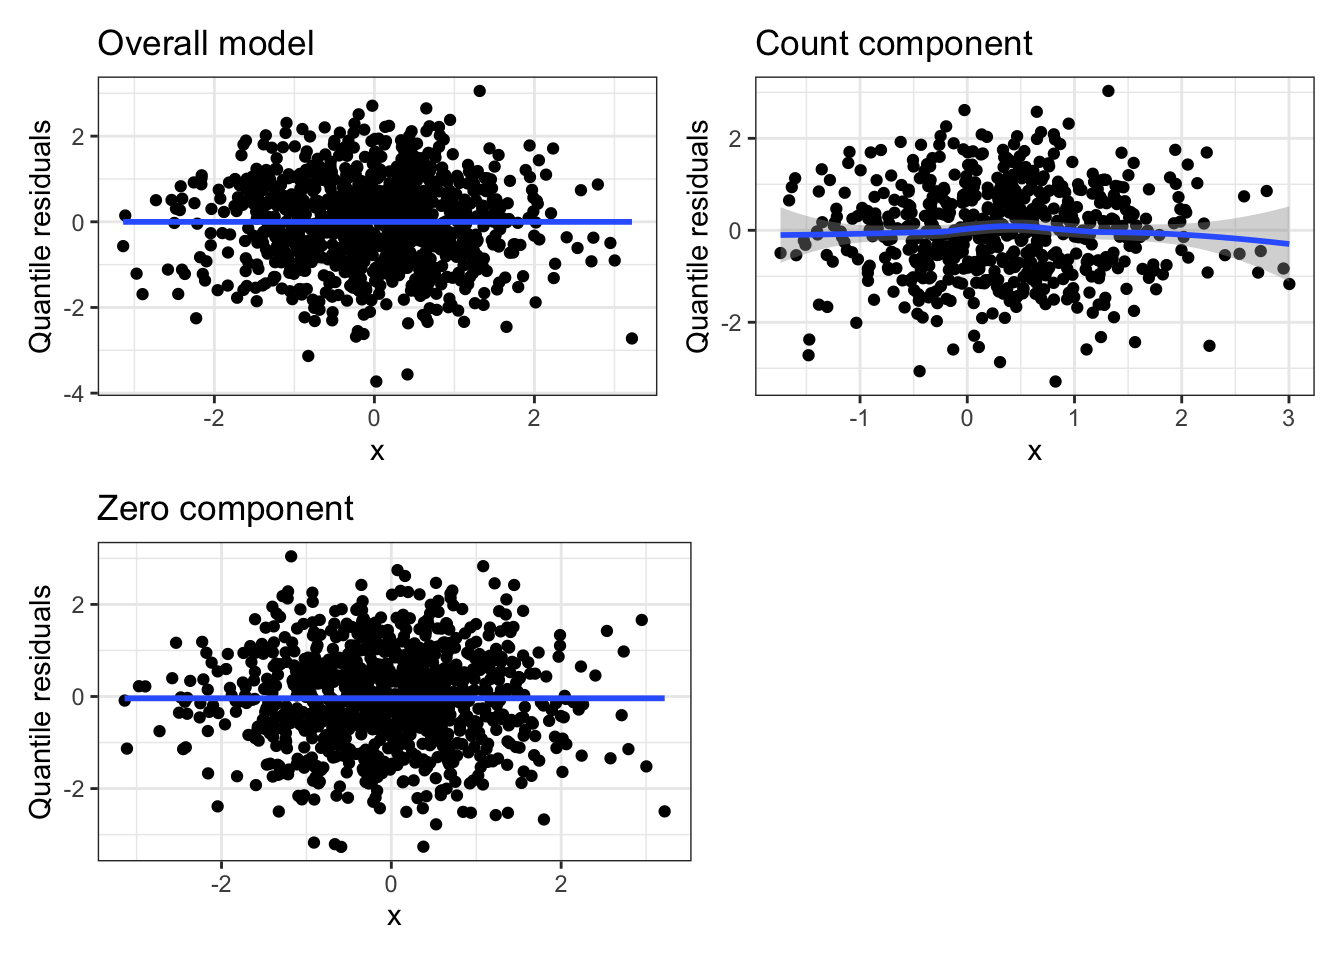 Overall model
Quantile residuals
2
0
-2
-4
-2
0
2
x
Count component
Quantile residuals
2
0
-2
-1
0
1
2
3
x
Zero component
Quantile residuals
2
0
-2
-2
0
2
x